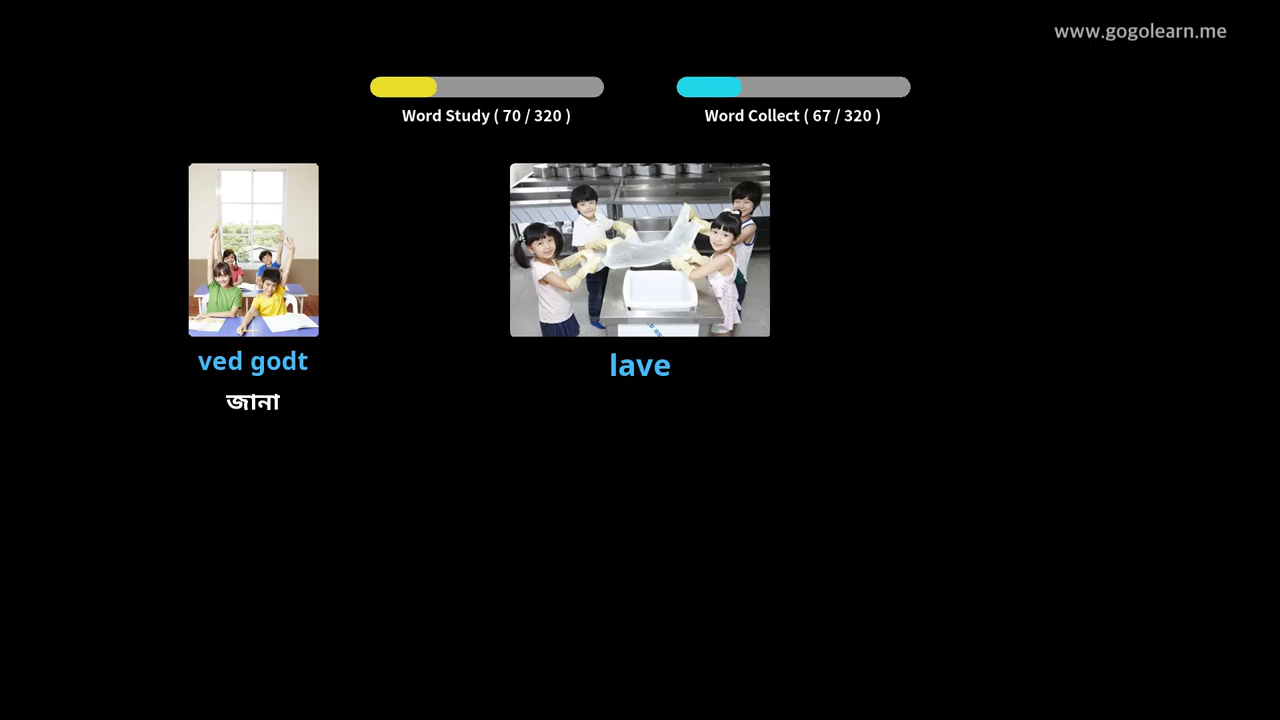 www.gogolearn.me
Word Study ( 70 / 320 )
Word Collect ( 67 / 320 )
ved godt
lave
জানা